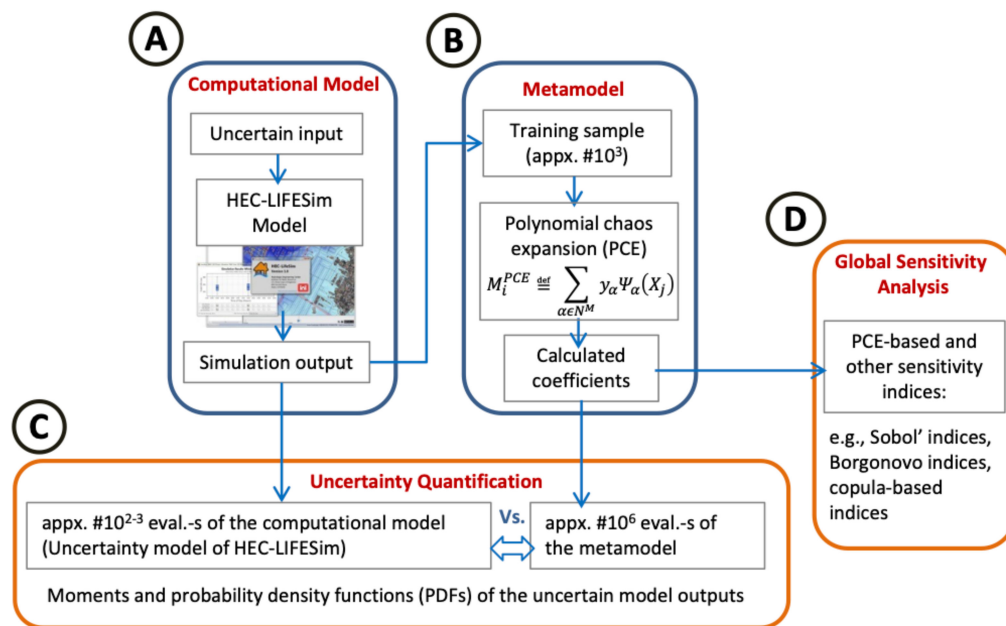 A
Computational Model
Uncertain input
HEC-LIFESim
Model
Simulation output
B
Metamodel
Training sample
(appx. #10³)
Polynomial chaos
expansion (PCE)
M_i^{PCE} ≝ ∑_{α∈N^M} y_α Ψ_α(X_j)
Calculated
coefficients
D
Global Sensitivity
Analysis
PCE-based and
other sensitivity
indices:
e.g., Sobol’ indices,
Borgonovo indices,
copula-based
indices
C
Uncertainty Quantification
appx. #10²⁻³ eval.-s of the computational model
(Uncertainty model of HEC-LIFESim)
Vs.
appx. #10⁶ eval.-s of
the metamodel
Moments and probability density functions (PDFs) of the uncertain model outputs